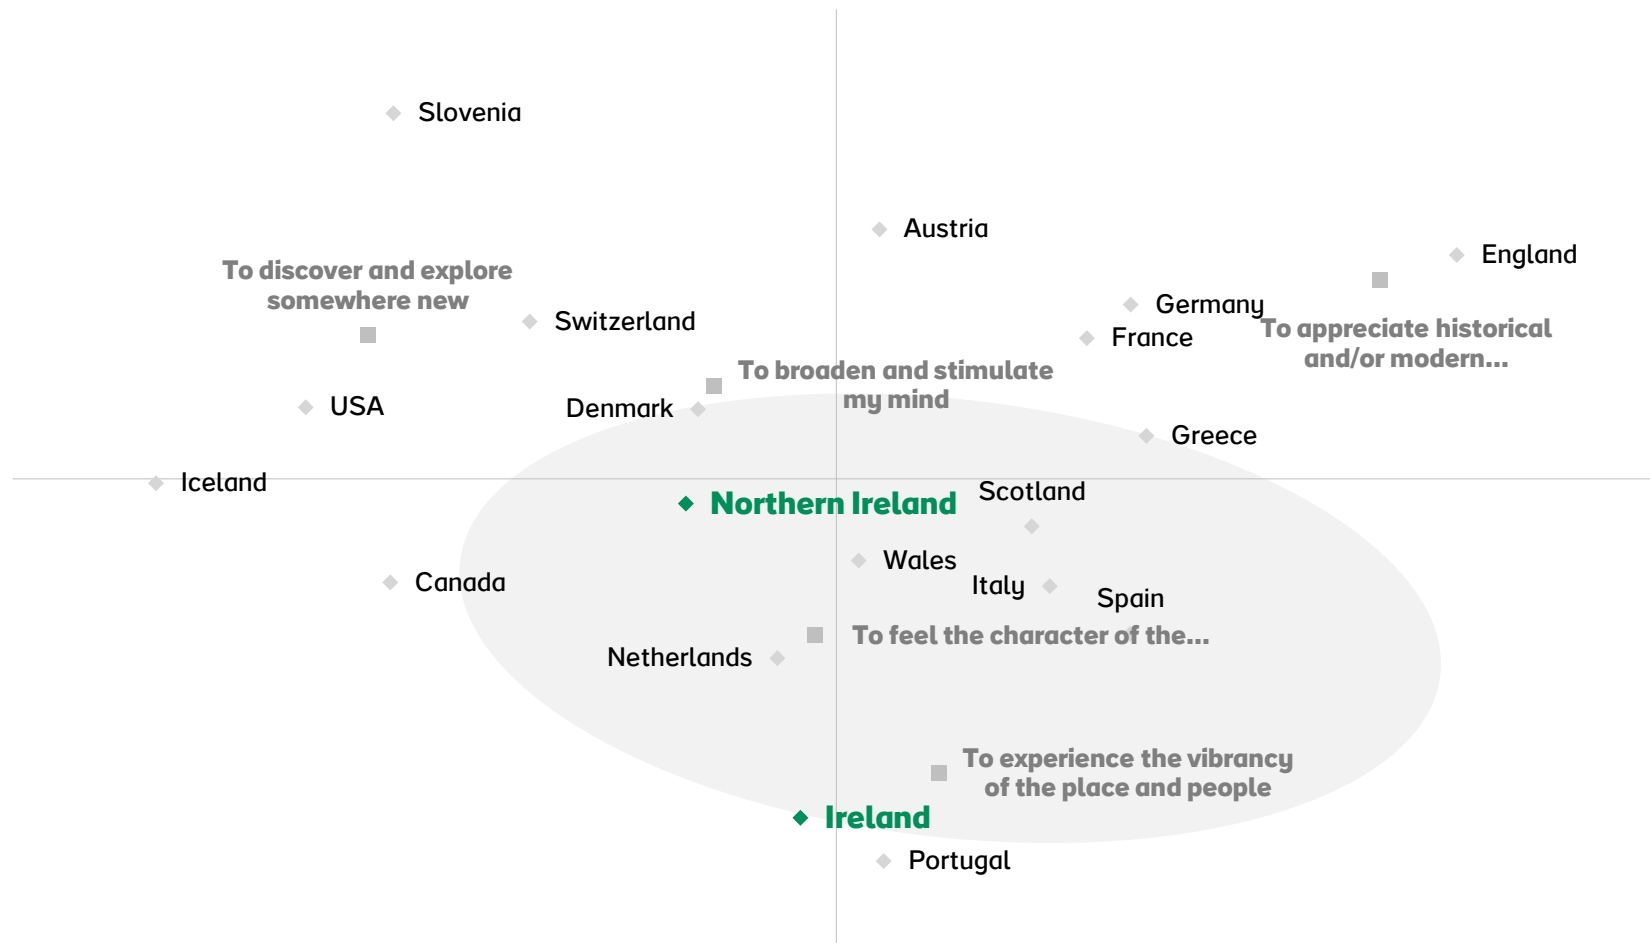 Slovenia
Austria
England
To discover and explore
somewhere new
Switzerland
Germany
France
To appreciate historical
and/or modern...
To broaden and stimulate
my mind
USA
Denmark
Greece
Iceland
Northern Ireland
Scotland
Wales
Canada
Italy
Spain
To feel the character of the...
Netherlands
To experience the vibrancy
of the place and people
Ireland
Portugal